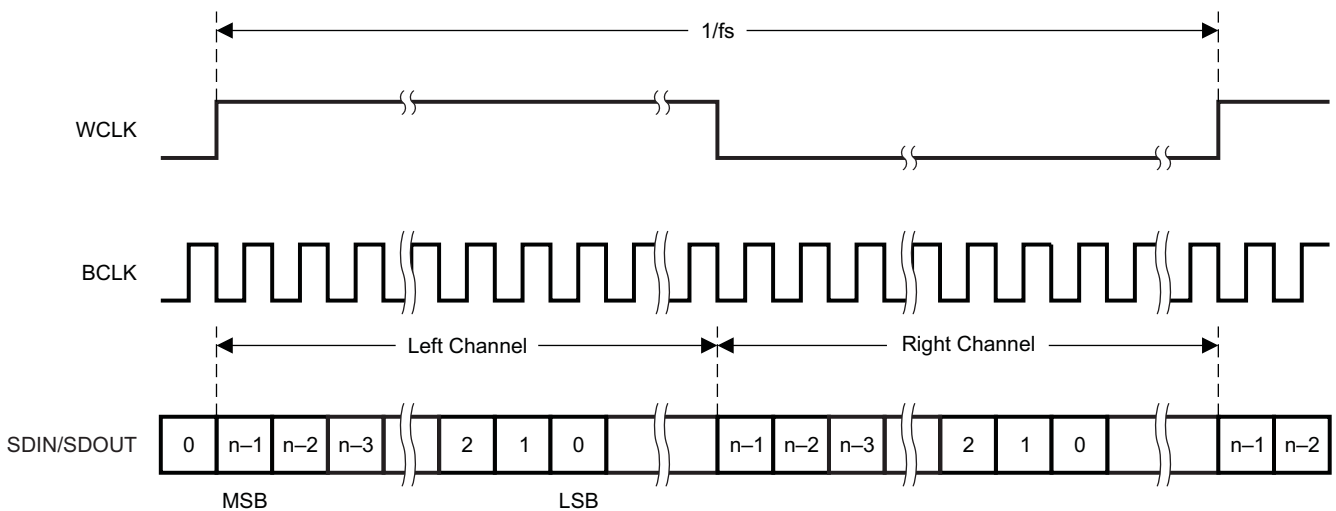 1/fs
WCLK
BCLK
Left Channel
Right Channel
SDIN/SDOUT 0 n–1 n–2 n–3 2 1 0 n–1 n–2 n–3 2 1 0 n–1 n–2
MSB LSB